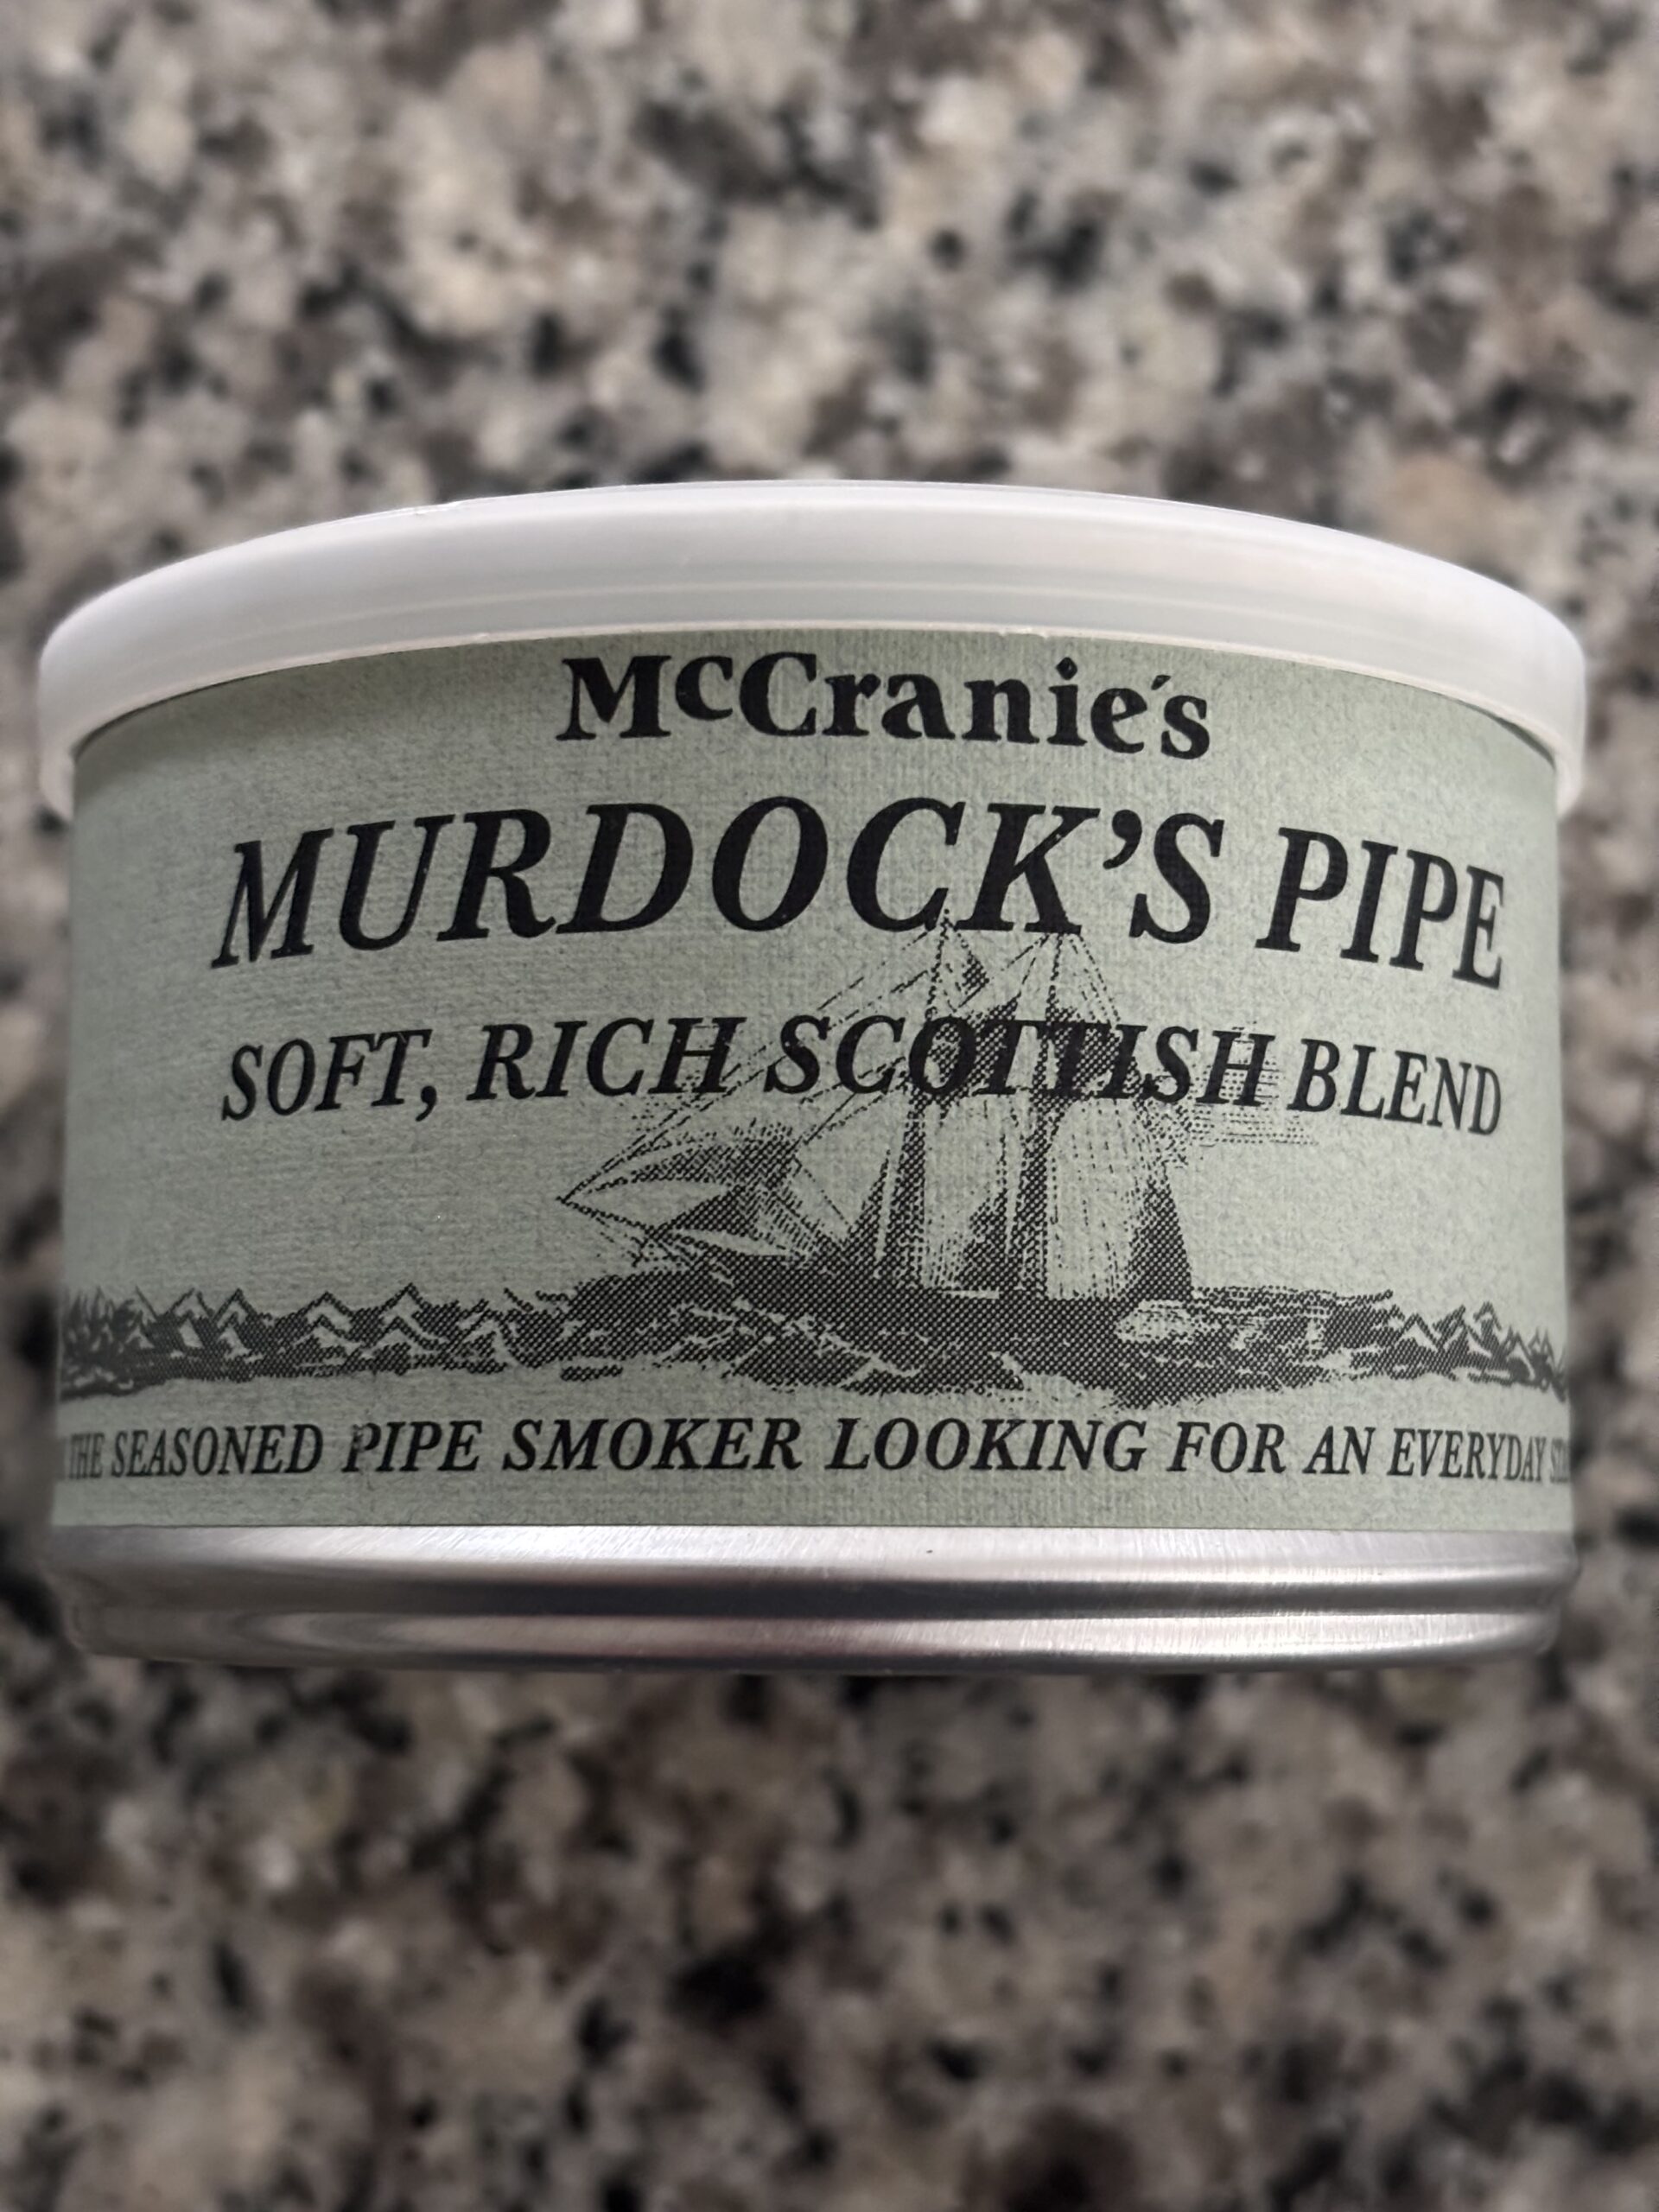 McCranie's
MURDOCK'S PIPE
SOFT, RICH SCOTTISH BLEND
THE SEASONED PIPE SMOKER LOOKING FOR AN EVERYDAY